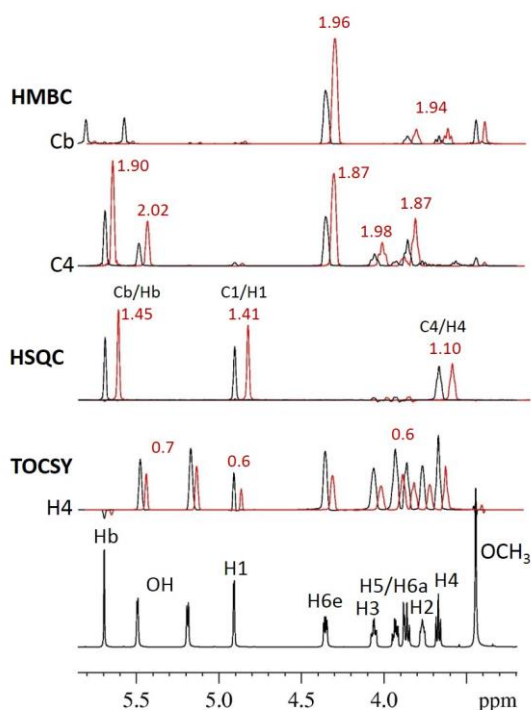 1.96
HMBC
1.94
Cb
1.90
2.02
1.98
1.87
1.87
C4
Cb/Hb
1.45
C1/H1
1.41
C4/H4
1.10
HSQC
TOCSY
0.7
0.6
0.6
H4
Hb
OH
H1
H6e
H3
H5/H6a
H2
H4
OCH3
5.5
5.0
4.5
4.0
ppm